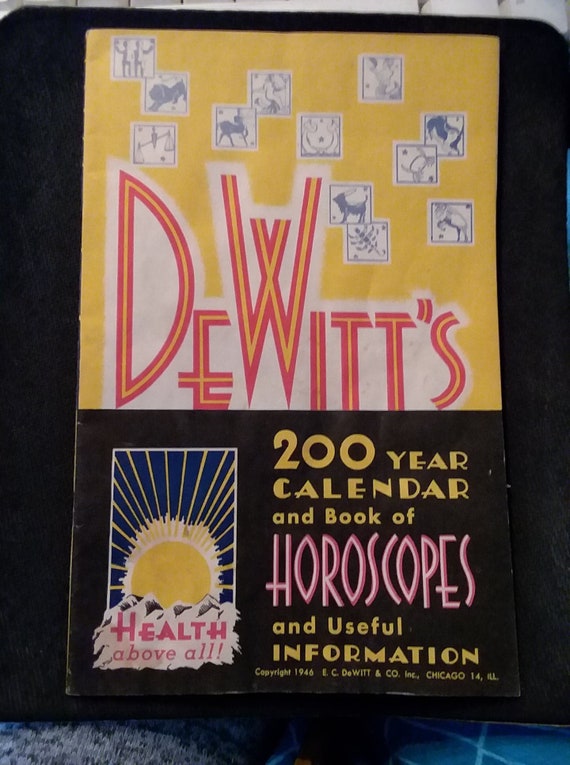 DeWitt's
200 YEAR
CALENDAR
and Book of
HOROSCOPES
and Useful
INFORMATION
HEALTH
above all!
Copyright 1946 E. C. DeWITT & CO. Inc., CHICAGO 14, ILL.